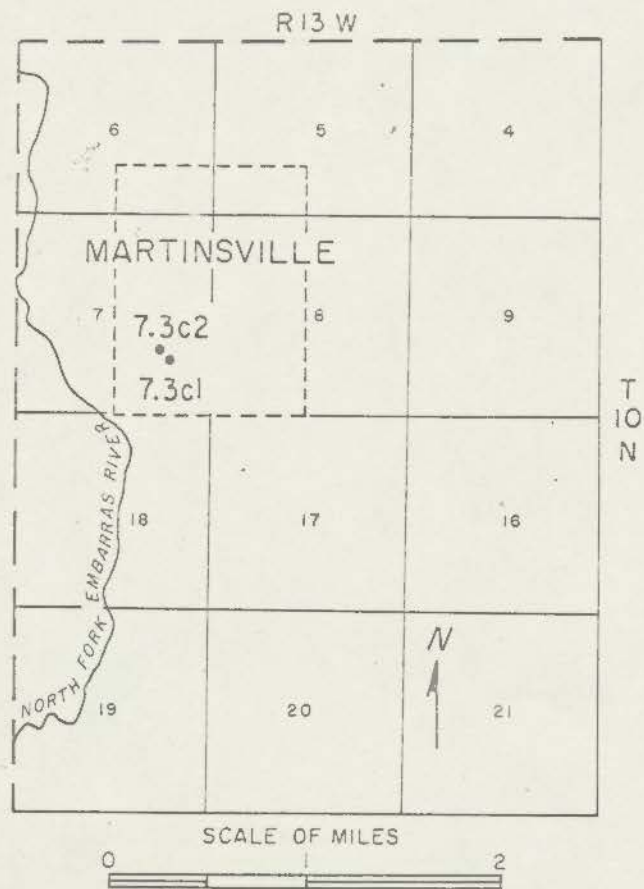 R 13 W
6 5 4
MARTINSVILLE
7 8 9
7.3c2
7.3c1
T
10
N
NORTH FORK EMBARRAS RIVER
18 17 16
N
19 20 21
SCALE OF MILES
0 1 2